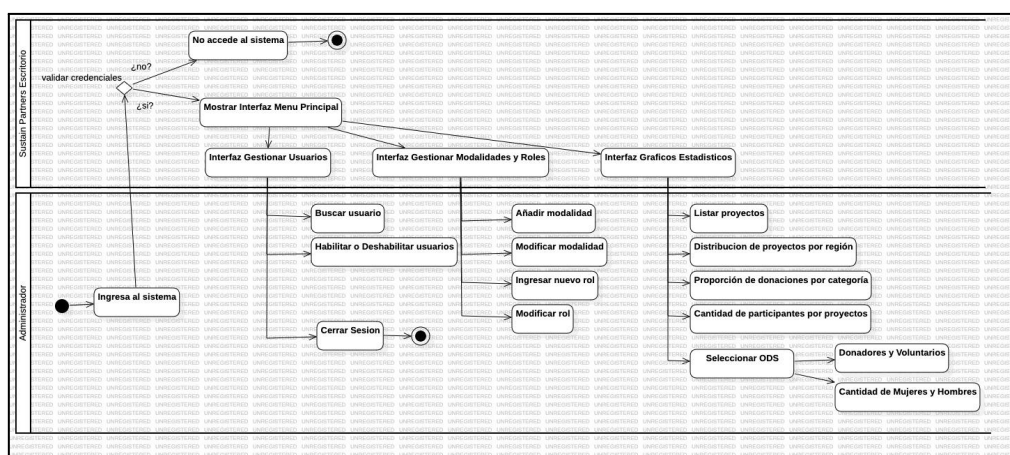 Sustain Partners Escritorio
No accede al sistema
¿no?
validar credenciales
¿si?
Mostrar Interfaz Menu Principal
Interfaz Gestionar Usuarios
Interfaz Gestionar Modalidades y Roles
Interfaz Graficos Estadisticos
Administrador
Ingresa al sistema
Buscar usuario
Habilitar o Deshabilitar usuarios
Cerrar Sesion
Añadir modalidad
Modificar modalidad
Ingresar nuevo rol
Modificar rol
Listar proyectos
Distribucion de proyectos por región
Proporción de donaciones por categoría
Cantidad de participantes por proyectos
Seleccionar ODS
Donadores y Voluntarios
Cantidad de Mujeres y Hombres
UNREGISTERED